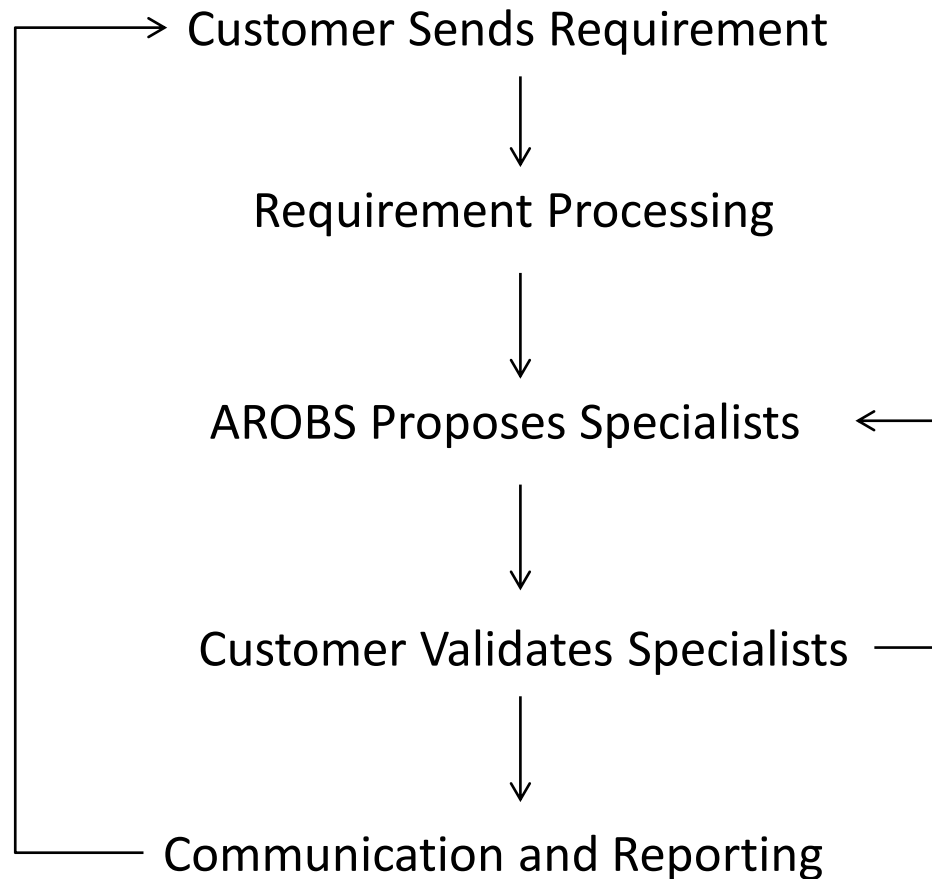 Customer Sends Requirement
Requirement Processing
AROBS Proposes Specialists
Customer Validates Specialists
Communication and Reporting